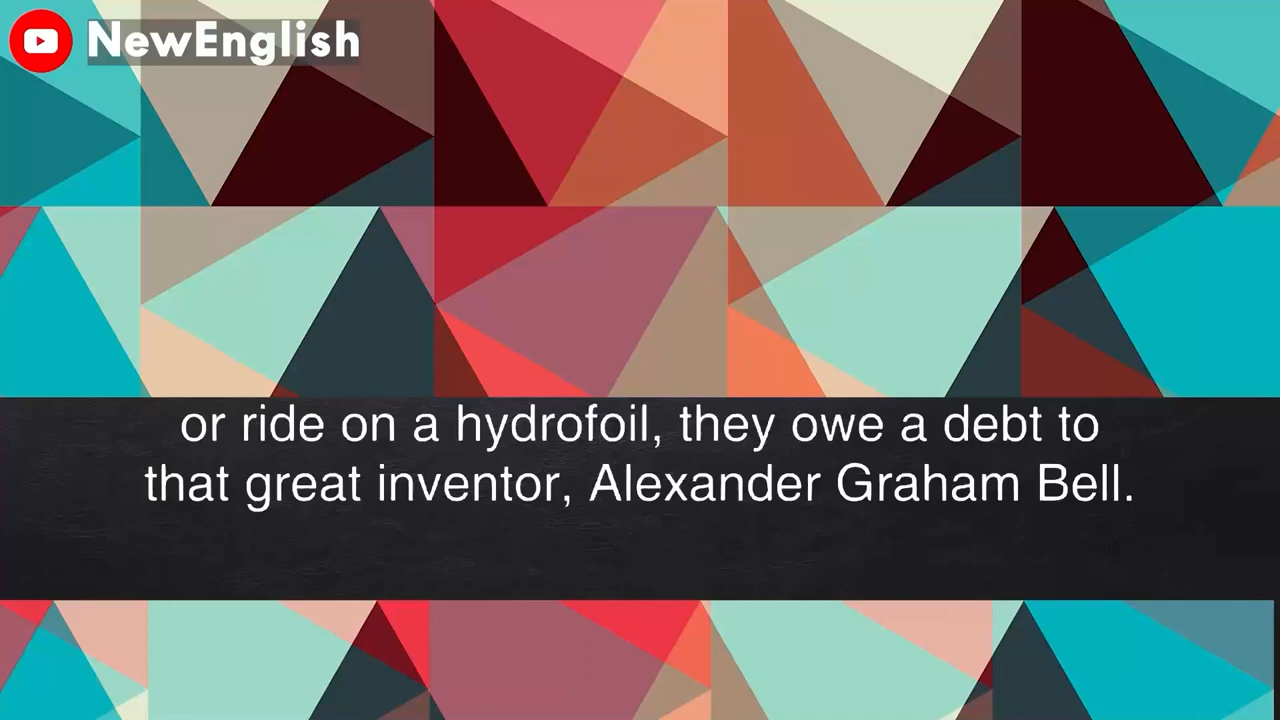 NewEnglish
or ride on a hydrofoil, they owe a debt to
that great inventor, Alexander Graham Bell.